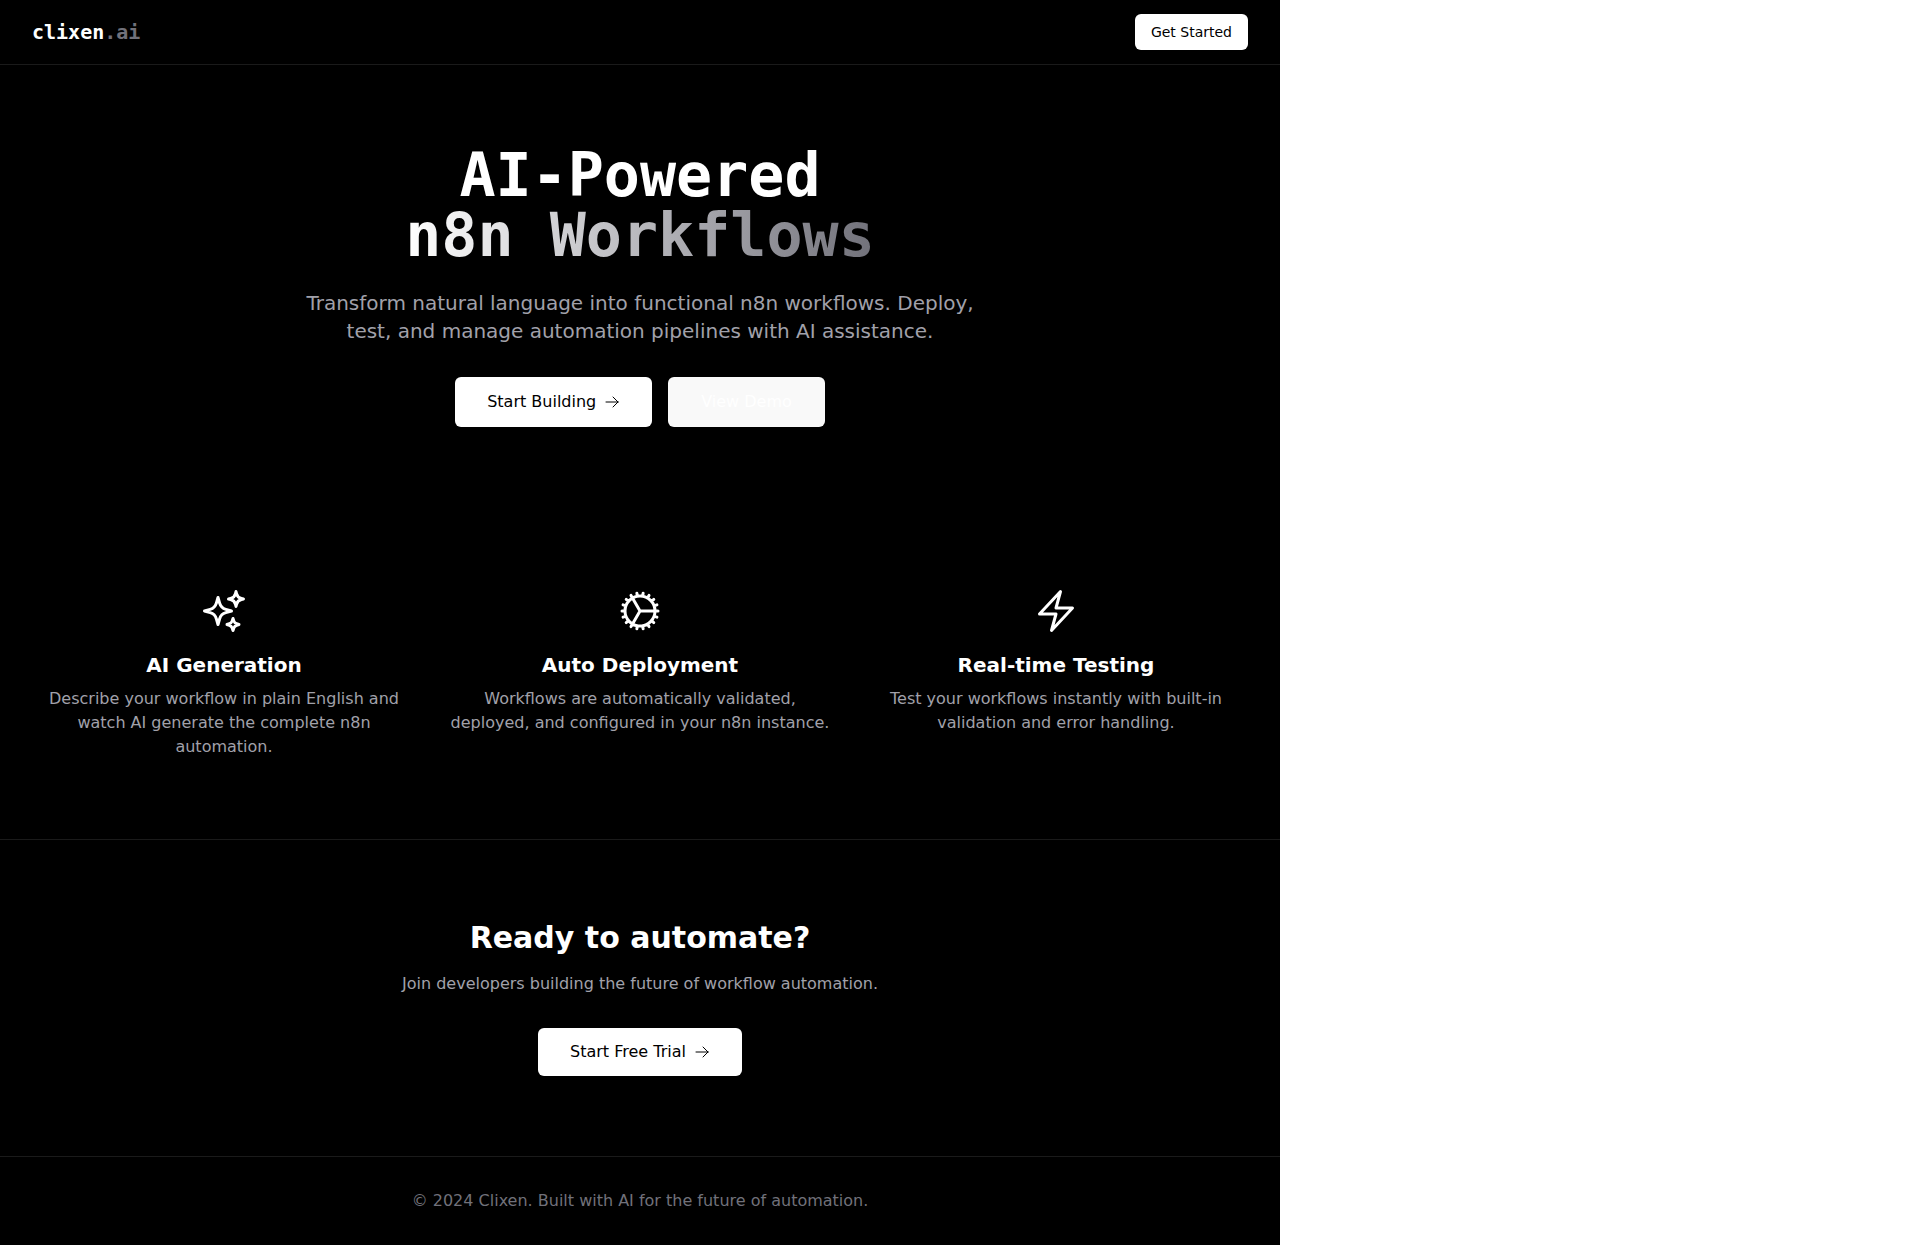 clixen.ai
Get Started
AI-Powered
n8n Workflows
Transform natural language into functional n8n workflows. Deploy,
test, and manage automation pipelines with AI assistance.
Start Building
View Demo
AI Generation
Describe your workflow in plain English and
watch AI generate the complete n8n
automation.
Auto Deployment
Workflows are automatically validated,
deployed, and configured in your n8n instance.
Real-time Testing
Test your workflows instantly with built-in
validation and error handling.
Ready to automate?
Join developers building the future of workflow automation.
Start Free Trial
© 2024 Clixen. Built with AI for the future of automation.